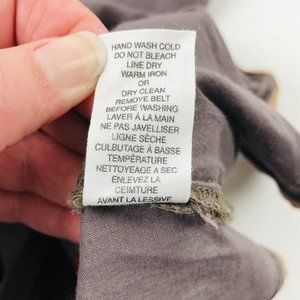 HAND WASH COLD
DO NOT BLEACH
LINE DRY
WARM IRON
OR
DRY CLEAN
REMOVE BELT
BEFORE WASHING
LAVER À LA MAIN
NE PAS JAVELLISER
LIGNE SÈCHE
CULBUTAGE À BASSE
TEMPÉRATURE
NETTOYEAGE A SEC
ENLEVEZ LA
CEIMTURE
AVANT LA LESSIVE